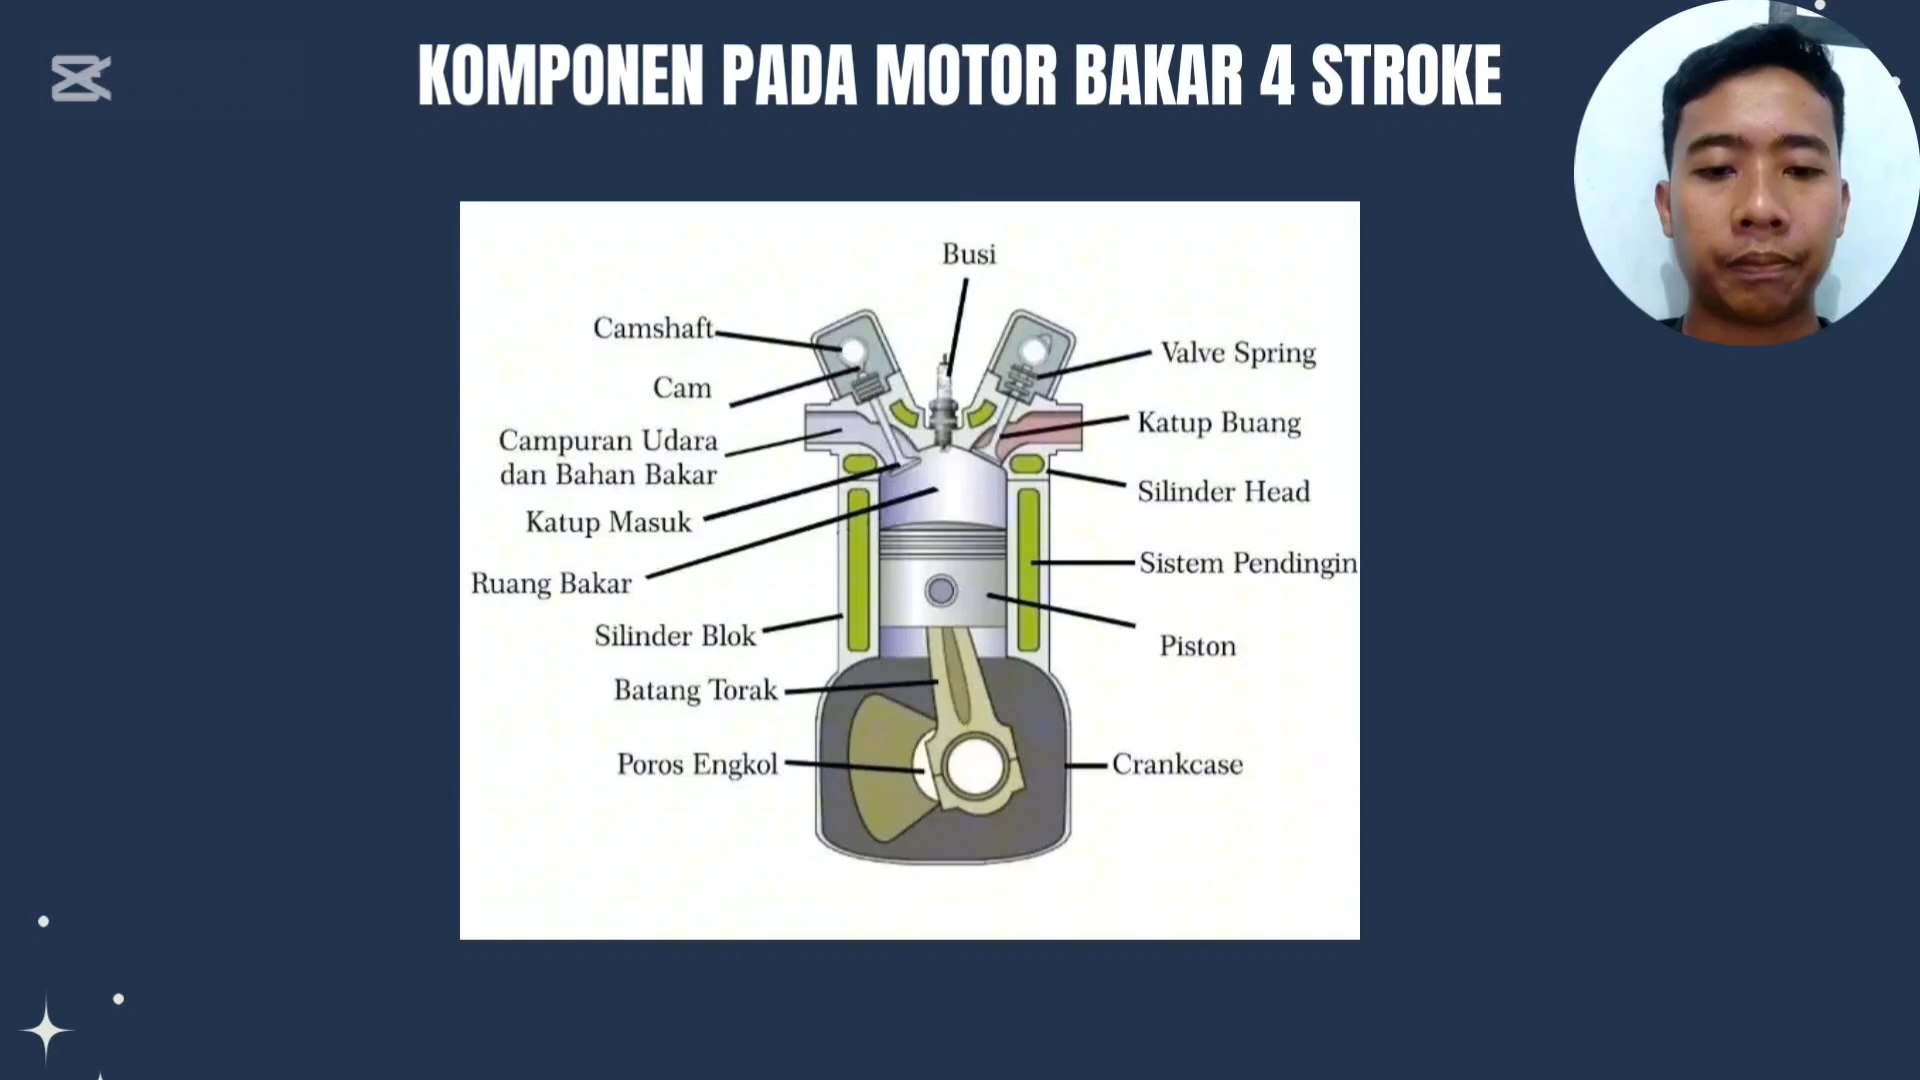 KOMPONEN PADA MOTOR BAKAR 4 STROKE
Busi
Camshaft
Cam
Campuran Udara
dan Bahan Bakar
Katup Masuk
Ruang Bakar
Silinder Blok
Batang Torak
Poros Engkol
Valve Spring
Katup Buang
Silinder Head
Sistem Pendingin
Piston
Crankcase